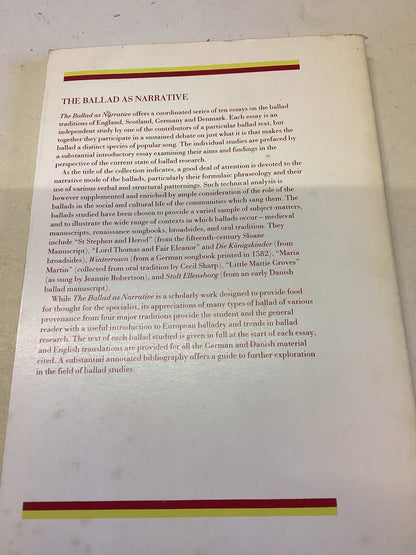 THE BALLAD AS NARRATIVE
The Ballad as Narrative offers a coordinated series of ten essays on the ballad
traditions of England, Scotland, Germany and Denmark. Each essay is an
independent study by one of the contributors of a particular ballad text, but
together they participate in a sustained debate on just what it is that makes the
ballad a distinct species of popular song. The individual studies are prefaced by
a substantial introductory essay examining their aims and findings in the
perspective of the current state of ballad research.
As the title of the collection indicates, a good deal of attention is devoted to the
narrative mode of the ballads, particularly their formulaic phraseology and their
use of various verbal and structural patternings. Such technical analysis is
however supplemented and enriched by ample consideration of the role of the
ballads in the social and cultural life of the communities which sang them. The
ballads studied have been chosen to provide a varied sample of subject-matters,
and to illustrate the wide range of contexts in which ballads occur – medieval
manuscripts, renaissance songbooks, broadsides, and oral tradition. They
include “St Stephen and Herod” (from the fifteenth-century Sloane
Manuscript), “Lord Thomas and Fair Eleanor” and Die Königskinder (from
broadsides), Winterrosen (from a German songbook printed in 1582), “Maria
Martin” (collected from oral tradition by Cecil Sharp), “Little Mattie Groves”
(as sung by Jeannie Robertson), and Stolt Ellensborg (from an early Danish
ballad manuscript).
While The Ballad as Narrative is a scholarly work designed to provide food
for thought for the specialist, its appreciations of many types of ballad of various
provenance from four major traditions provide the student and the general
reader with a useful introduction to European balladry and trends in ballad
research. The text of each ballad studied is given in full at the start of each essay,
and English translations are provided for all the German and Danish material
cited. A substantial annotated bibliography offers a guide to further exploration
in the field of ballad studies.